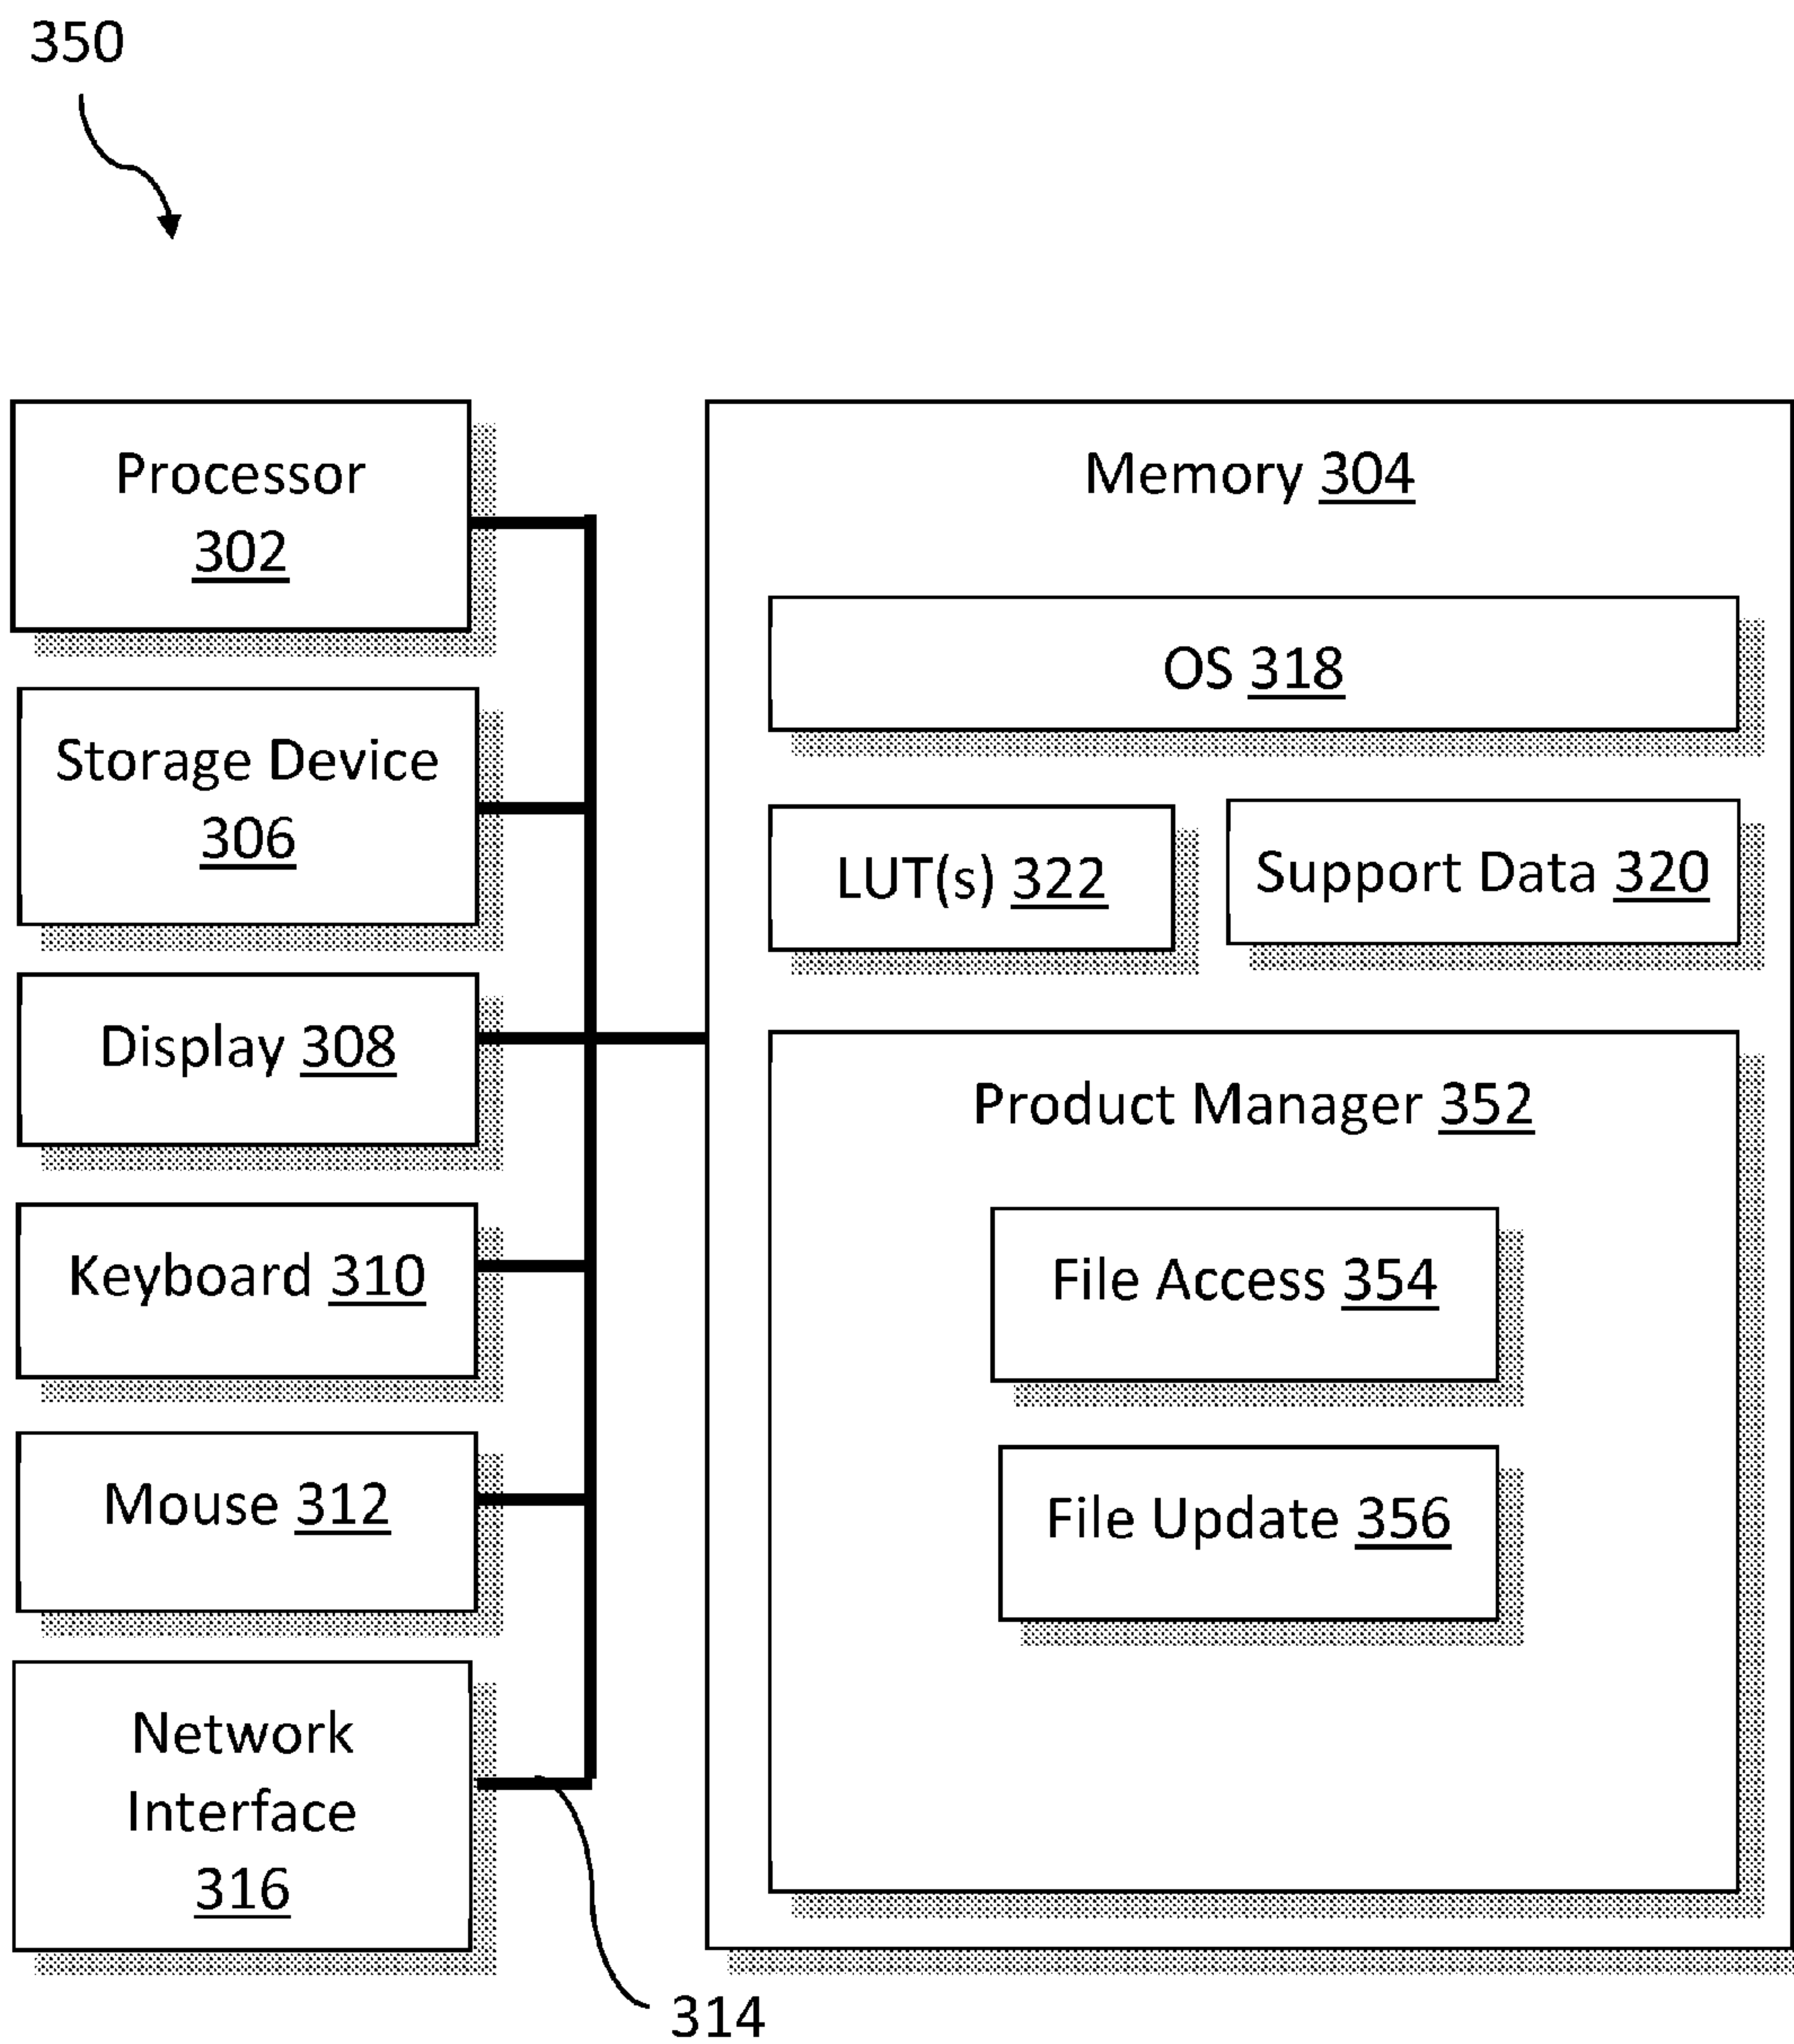 350
Processor
302
Storage Device
306
Display 308
Keyboard 310
Mouse 312
Network
Interface
316
314
Memory 304
OS 318
LUT(s) 322
Support Data 320
Product Manager 352
File Access 354
File Update 356